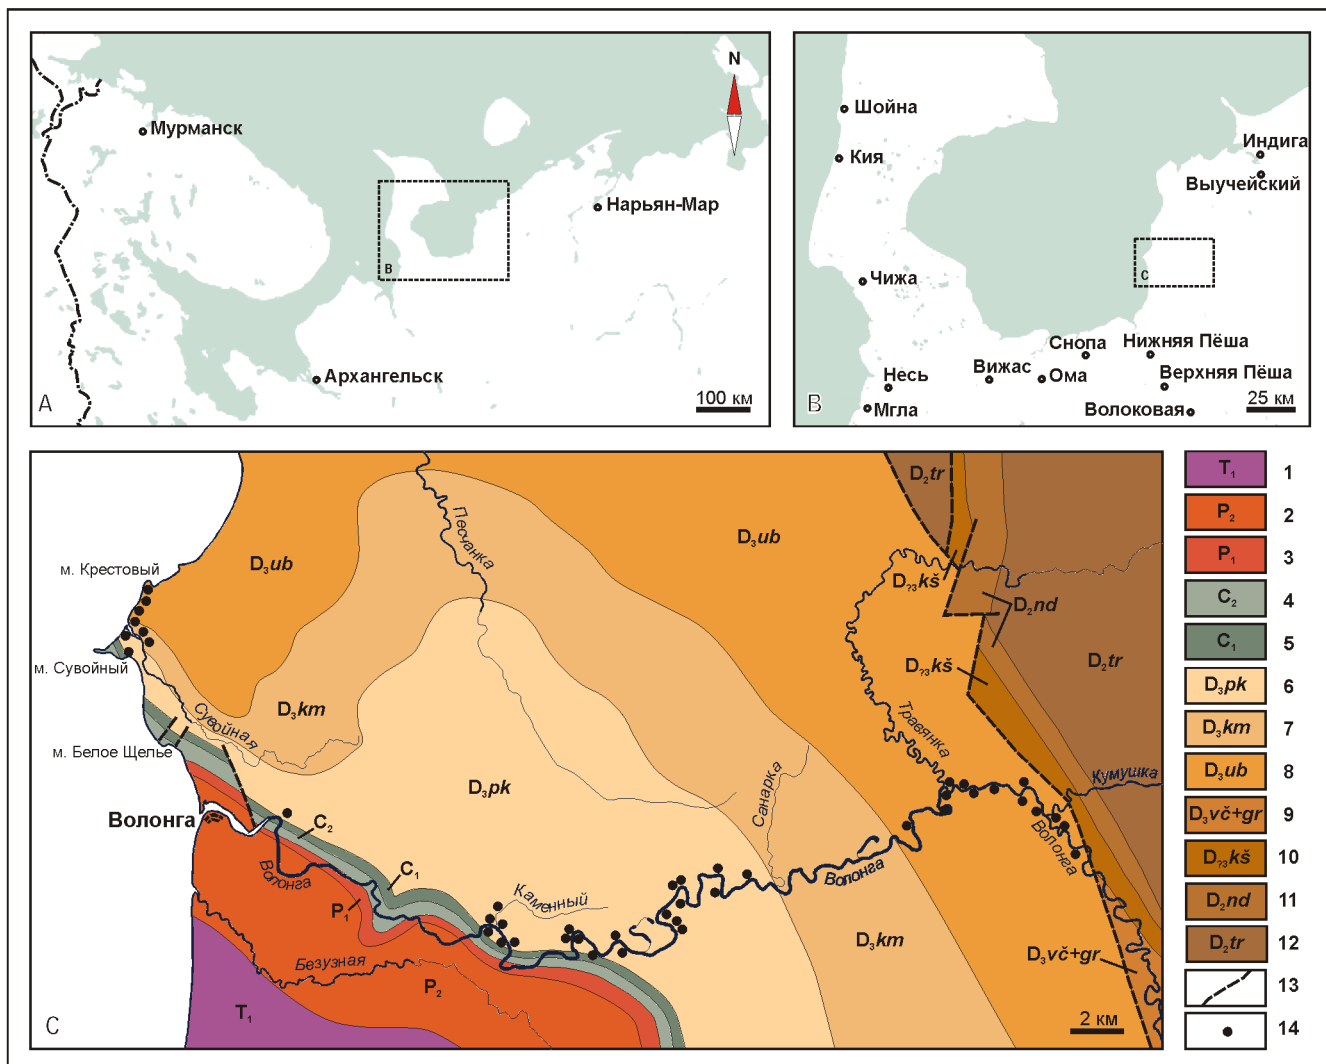 N
Мурманск
Нарьян-Мар
B
Архангельск
A
100 км
Шойна
Кия
Индига
Выучейский
C
Чижа
Снопа
Нижняя Пёша
Вижас
Ома
Верхняя Пёша
Несь
Мгла
Волоковая
B
25 км
D₂tr
Песчанка
D₃ub
D₃ub
м. Крестовый
D?₃kš
D₂nd
м. Сувойный
D?₃kš
D₂tr
D₃km
Сувойная
Травянка
м. Белое Щелье
Кумушка
D₃pk
Санарка
Волонга
C₂
Волонга
Волонга
Волонга
C₁
Каменный
P₁
D₃km
D₃vč+gr
Безузная
P₂
T₁
C
2 км
T₁ 1
P₂ 2
P₁ 3
C₂ 4
C₁ 5
D₃pk 6
D₃km 7
D₃ub 8
D₃vč+gr 9
D?₃kš 10
D₂nd 11
D₂tr 12
13
14